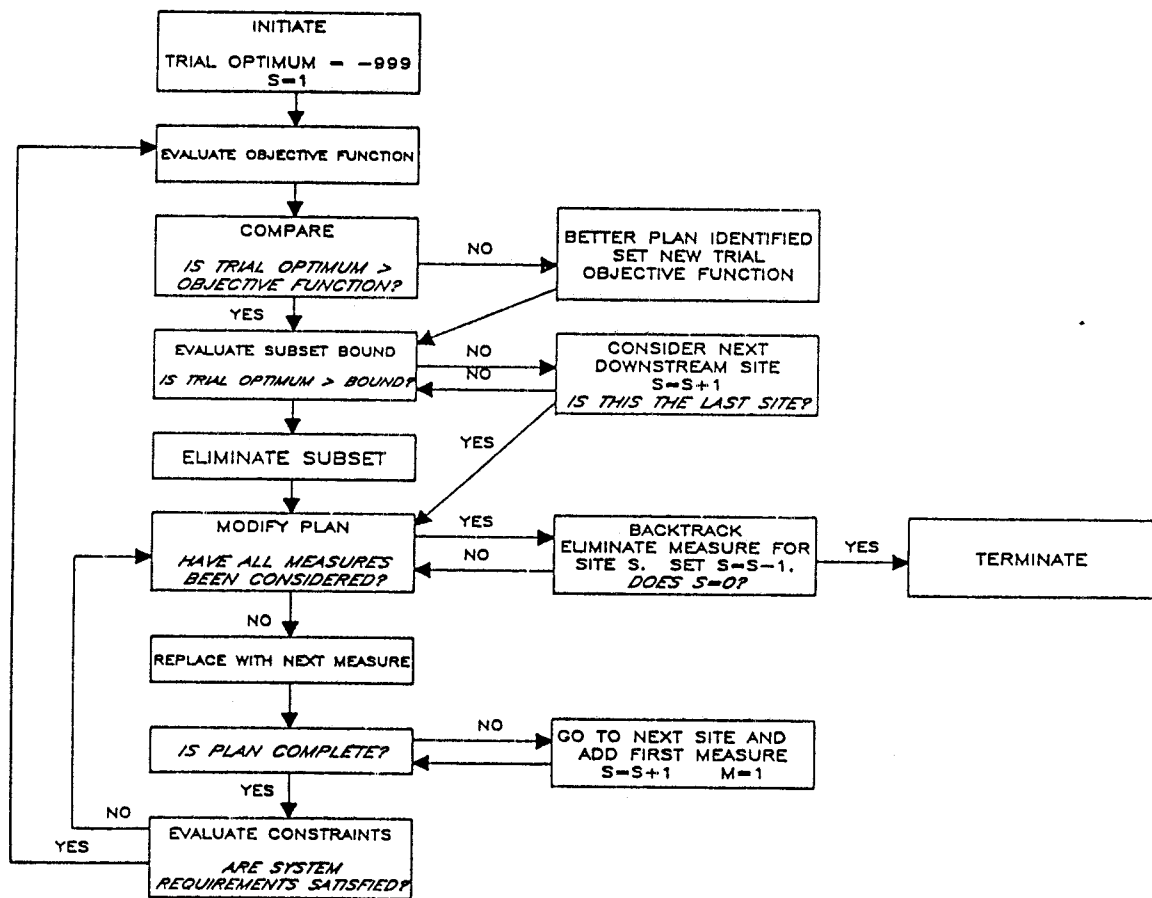 INITIATE
TRIAL OPTIMUM = -999
S=1
EVALUATE OBJECTIVE FUNCTION
COMPARE
IS TRIAL OPTIMUM >
OBJECTIVE FUNCTION?
NO
BETTER PLAN IDENTIFIED
SET NEW TRIAL
OBJECTIVE FUNCTION
YES
EVALUATE SUBSET BOUND
IS TRIAL OPTIMUM > BOUND?
NO
NO
CONSIDER NEXT
DOWNSTREAM SITE
S=S+1
IS THIS THE LAST SITE?
YES
ELIMINATE SUBSET
MODIFY PLAN
HAVE ALL MEASURES
BEEN CONSIDERED?
YES
NO
BACKTRACK
ELIMINATE MEASURE FOR
SITE S. SET S=S-1.
DOES S=0?
YES
TERMINATE
NO
REPLACE WITH NEXT MEASURE
IS PLAN COMPLETE?
NO
GO TO NEXT SITE AND
ADD FIRST MEASURE
S=S+1 M=1
YES
NO
YES
EVALUATE CONSTRAINTS
ARE SYSTEM
REQUIREMENTS SATISFIED?